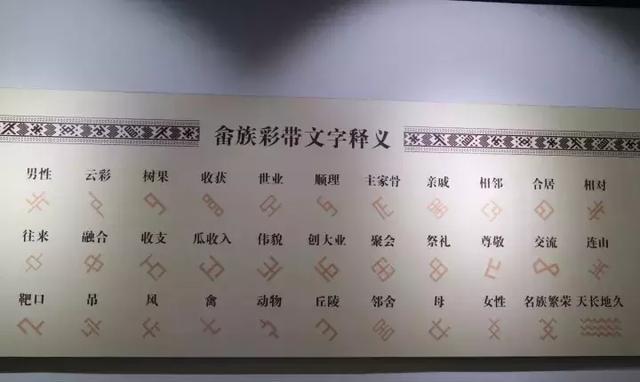 畲族彩带文字释义
男性 云彩 树果 收获 世业 顺理 主家骨 亲戚 相邻 合居 相对
往来 融合 收支 瓜收入 伟貌 创大业 聚会 祭礼 尊敬 交流 连山
靶口 吊 风 禽 动物 丘陵 邻舍 母 女性 名族繁荣 天长地久